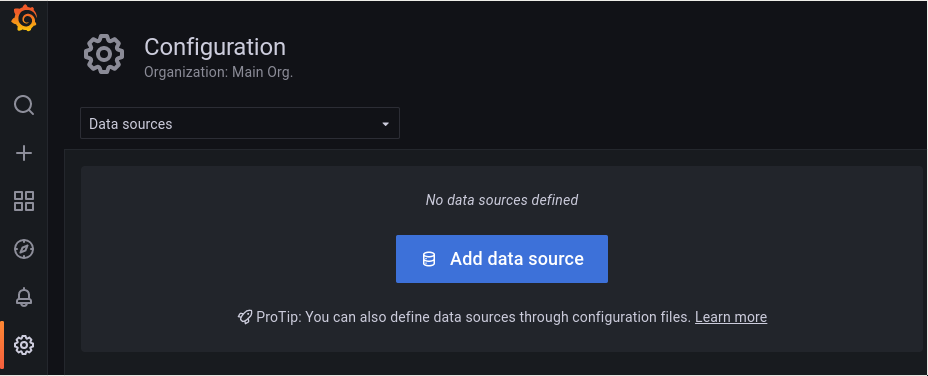 Configuration
Organization: Main Org.
Data sources
No data sources defined
Add data source
ProTip: You can also define data sources through configuration files. Learn more